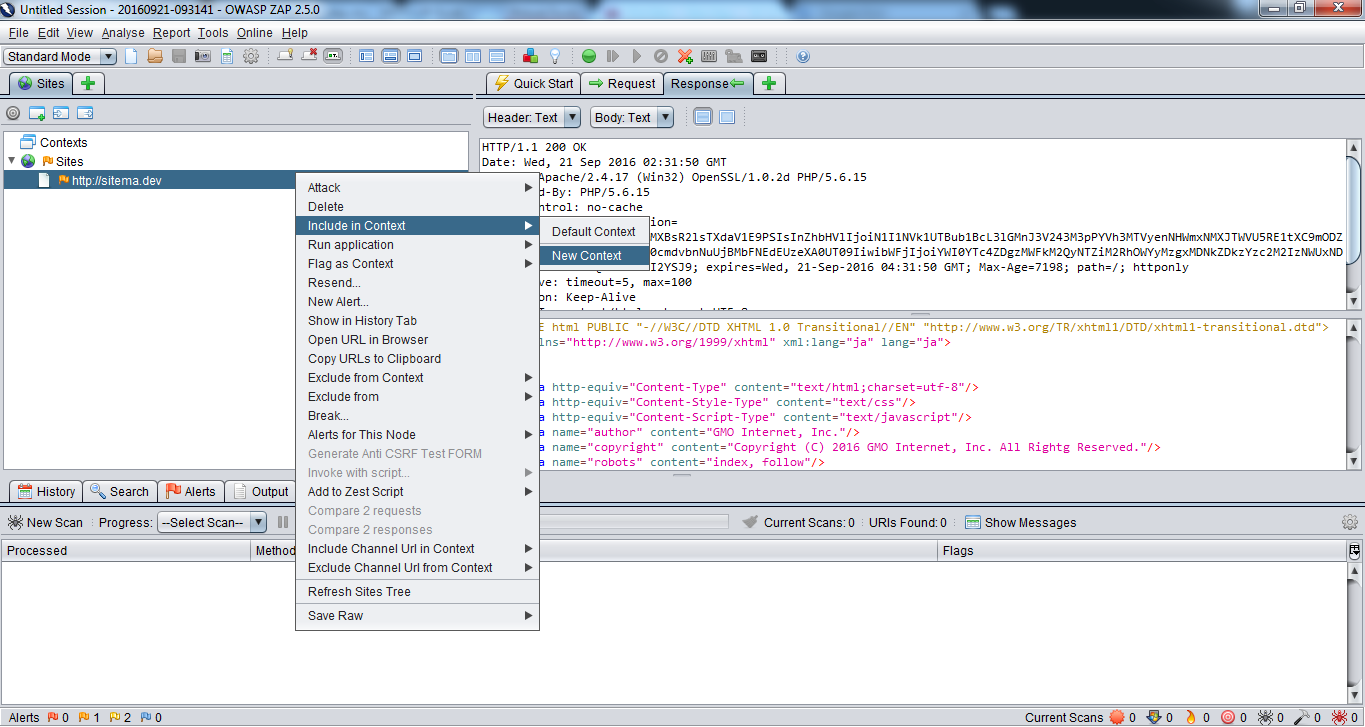 Untitled Session - 20160921-093141 - OWASP ZAP 2.5.0
File Edit View Analyse Report Tools Online Help
Standard Mode
Sites
Quick Start Request Response
Header: Text Body: Text
Contexts
Sites
http://sitema.dev
HTTP/1.1 200 OK
Date: Wed, 21 Sep 2016 02:31:50 GMT
Apache/2.4.17 (Win32) OpenSSL/1.0.2d PHP/5.6.15
d-By: PHP/5.6.15
ntrol: no-cache
ion=
expires=Wed, 21-Sep-2016 04:31:50 GMT; Max-Age=7198; path=/; httponly
ve: timeout=5, max=100
on: Keep-Alive
E html PUBLIC "-//W3C//DTD XHTML 1.0 Transitional//EN" "http://www.w3.org/TR/xhtml1/DTD/xhtml1-transitional.dtd">
lns="http://www.w3.org/1999/xhtml" xml:lang="ja" lang="ja">
a http-equiv="Content-Type" content="text/html;charset=utf-8"/>
a http-equiv="Content-Style-Type" content="text/css"/>
a http-equiv="Content-Script-Type" content="text/javascript"/>
a name="author" content="GMO Internet, Inc."/>
a name="copyright" content="Copyright (C) 2016 GMO Internet, Inc. All Rightg Reserved."/>
a name="robots" content="index, follow"/>
Attack
Delete
Include in Context
Run application
Flag as Context
Resend...
New Alert...
Show in History Tab
Open URL in Browser
Copy URLs to Clipboard
Exclude from Context
Exclude from
Break...
Alerts for This Node
Generate Anti CSRF Test FORM
Invoke with script...
Add to Zest Script
Compare 2 requests
Compare 2 responses
Include Channel Url in Context
Exclude Channel Url from Context
Refresh Sites Tree
Save Raw
Default Context
New Context
History Search Alerts Output
New Scan Progress: --Select Scan-- Current Scans: 0 URIs Found: 0 Show Messages
Processed Metho Flags
Alerts 0 1 2 0 Current Scans 0 0 0 0 0 0 0